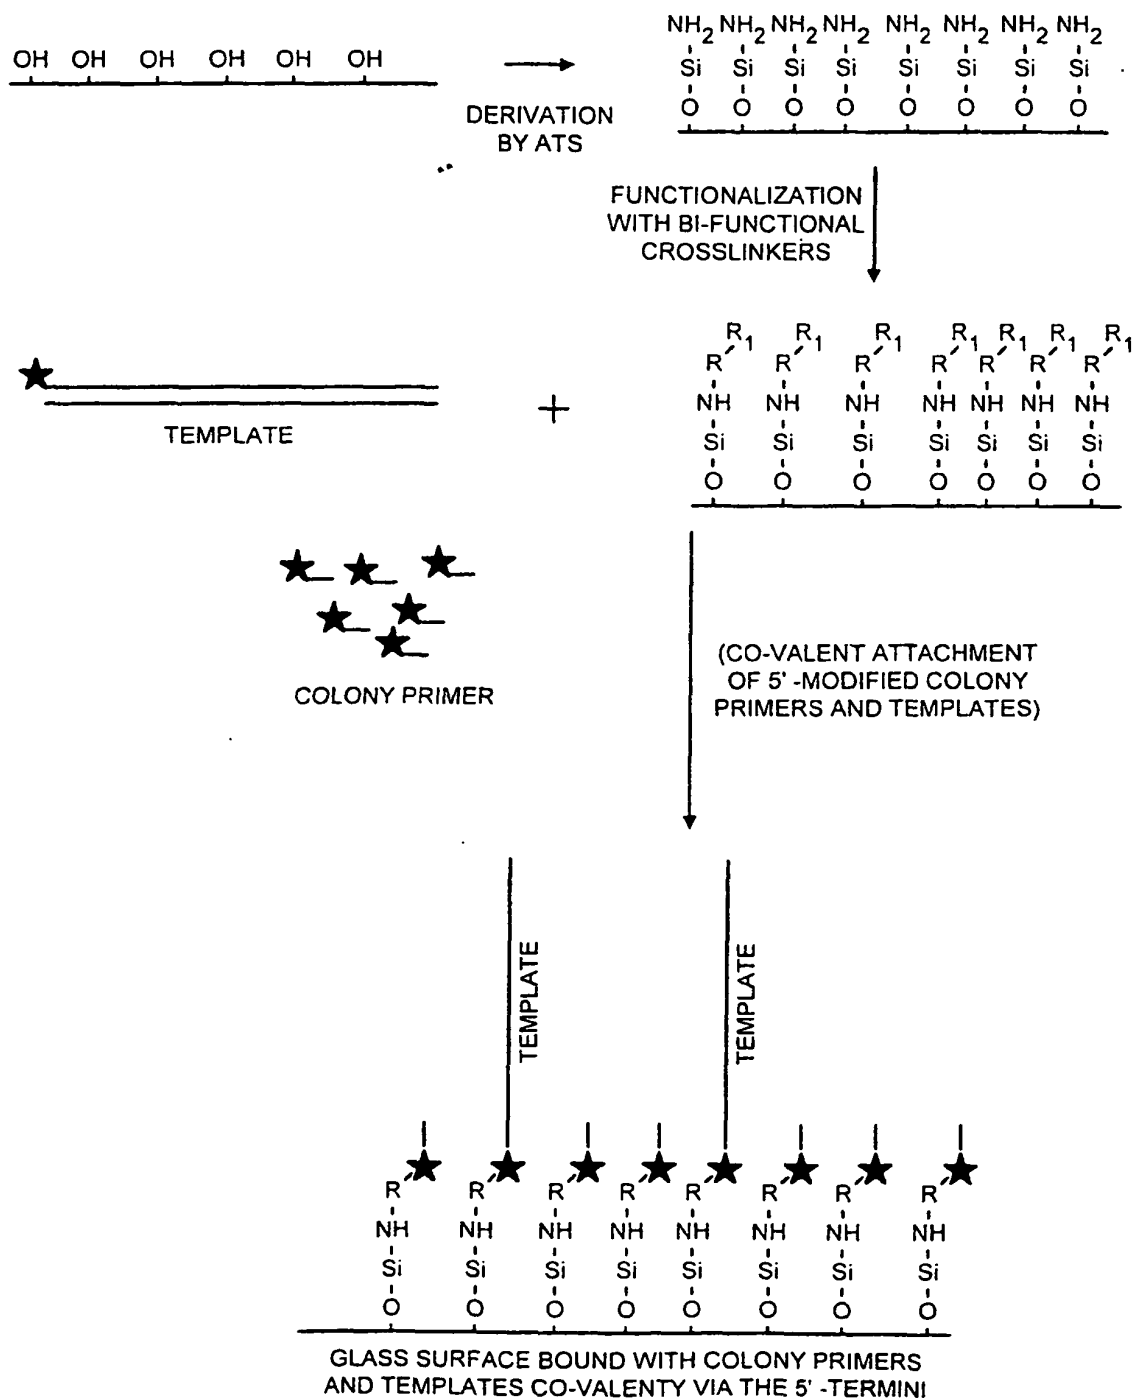 OH OH OH OH OH OH
DERIVATION
BY ATS
NH2 NH2 NH2 NH2 NH2 NH2 NH2 NH2
Si Si Si Si Si Si Si Si
O O O O O O O O
FUNCTIONALIZATION
WITH BI-FUNCTIONAL
CROSSLINKERS
TEMPLATE
+
R1 R1 R1 R1 R1 R1 R1
R R R R R R R
NH NH NH NH NH NH NH
Si Si Si Si Si Si Si
O O O O O O O
COLONY PRIMER
(CO-VALENT ATTACHMENT
OF 5' -MODIFIED COLONY
PRIMERS AND TEMPLATES)
TEMPLATE
TEMPLATE
R R R R R R R R
NH NH NH NH NH NH NH NH
Si Si Si Si Si Si Si Si
O O O O O O O O
GLASS SURFACE BOUND WITH COLONY PRIMERS
AND TEMPLATES CO-VALENTY VIA THE 5' -TERMINI